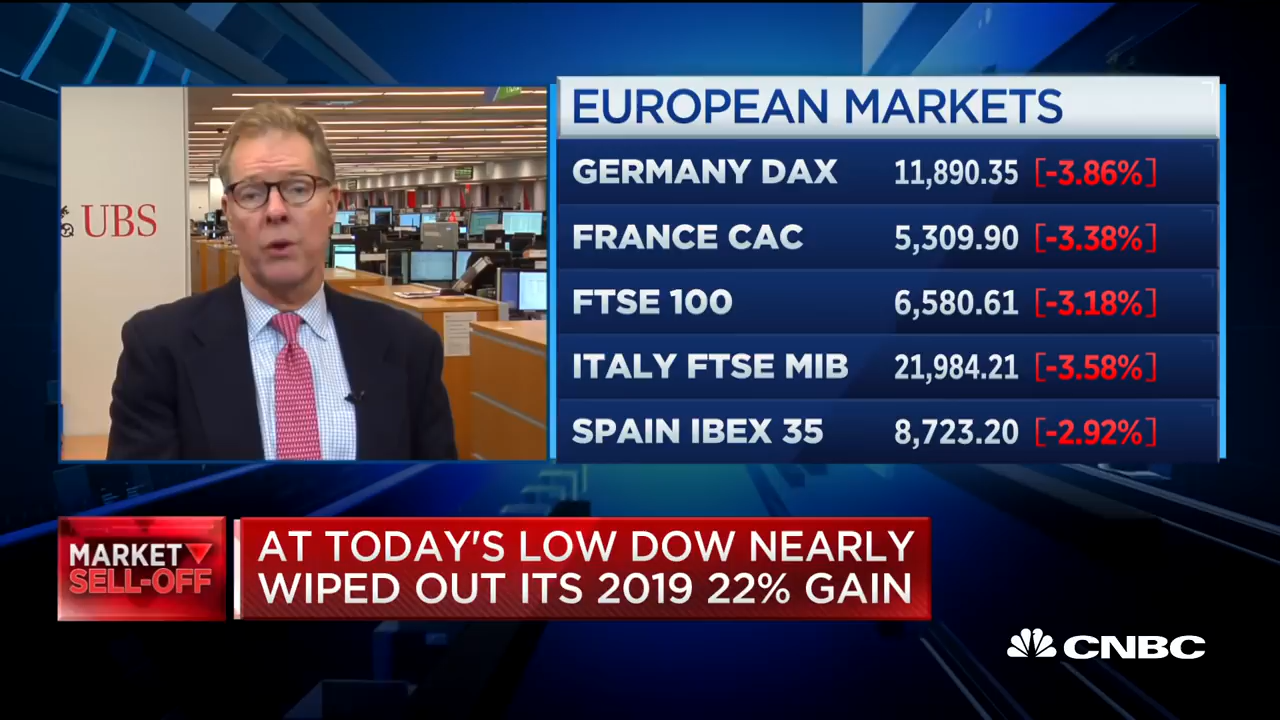 UBS
EUROPEAN MARKETS
GERMANY DAX 11,890.35 [-3.86%]
FRANCE CAC 5,309.90 [-3.38%]
FTSE 100 6,580.61 [-3.18%]
ITALY FTSE MIB 21,984.21 [-3.58%]
SPAIN IBEX 35 8,723.20 [-2.92%]
MARKET
SELL-OFF
AT TODAY'S LOW DOW NEARLY
WIPED OUT ITS 2019 22% GAIN
CNBC